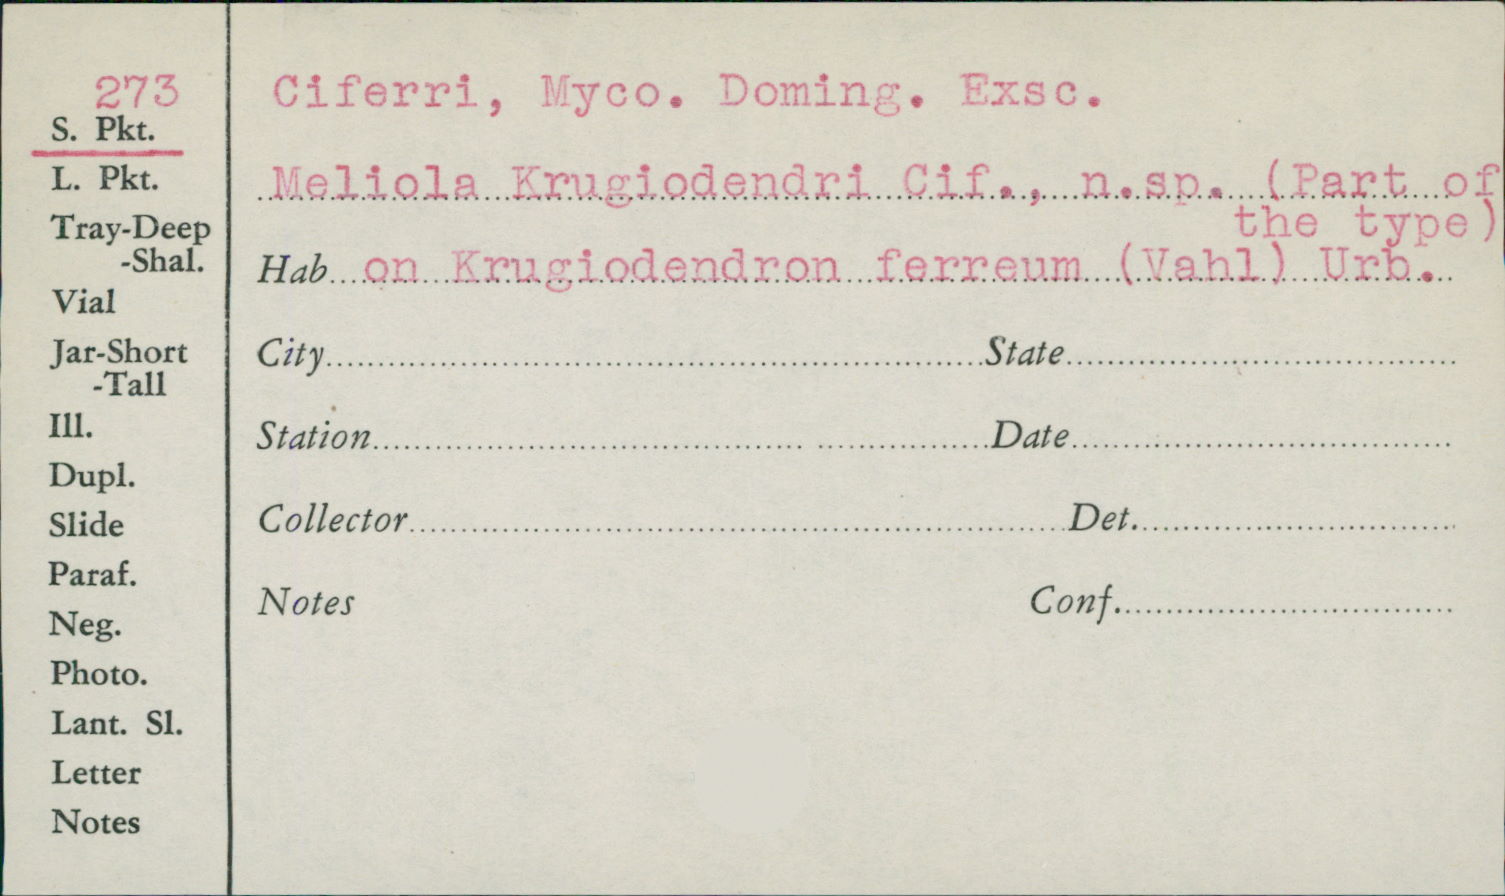 273
S. Pkt.
L. Pkt.
Tray-Deep
-Shal.
Vial
Jar-Short
-Tall
Ill.
Dupl.
Slide
Paraf.
Neg.
Photo.
Lant. Sl.
Letter
Notes
Ciferri, Myco. Doming. Exsc.
Meliola Krugiodendri Cif., n.sp. (Part of
the type)
Hab. on Krugiodendron ferreum (Vahl) Urb.
City State
Station Date
Collector Det.
Notes Conf.